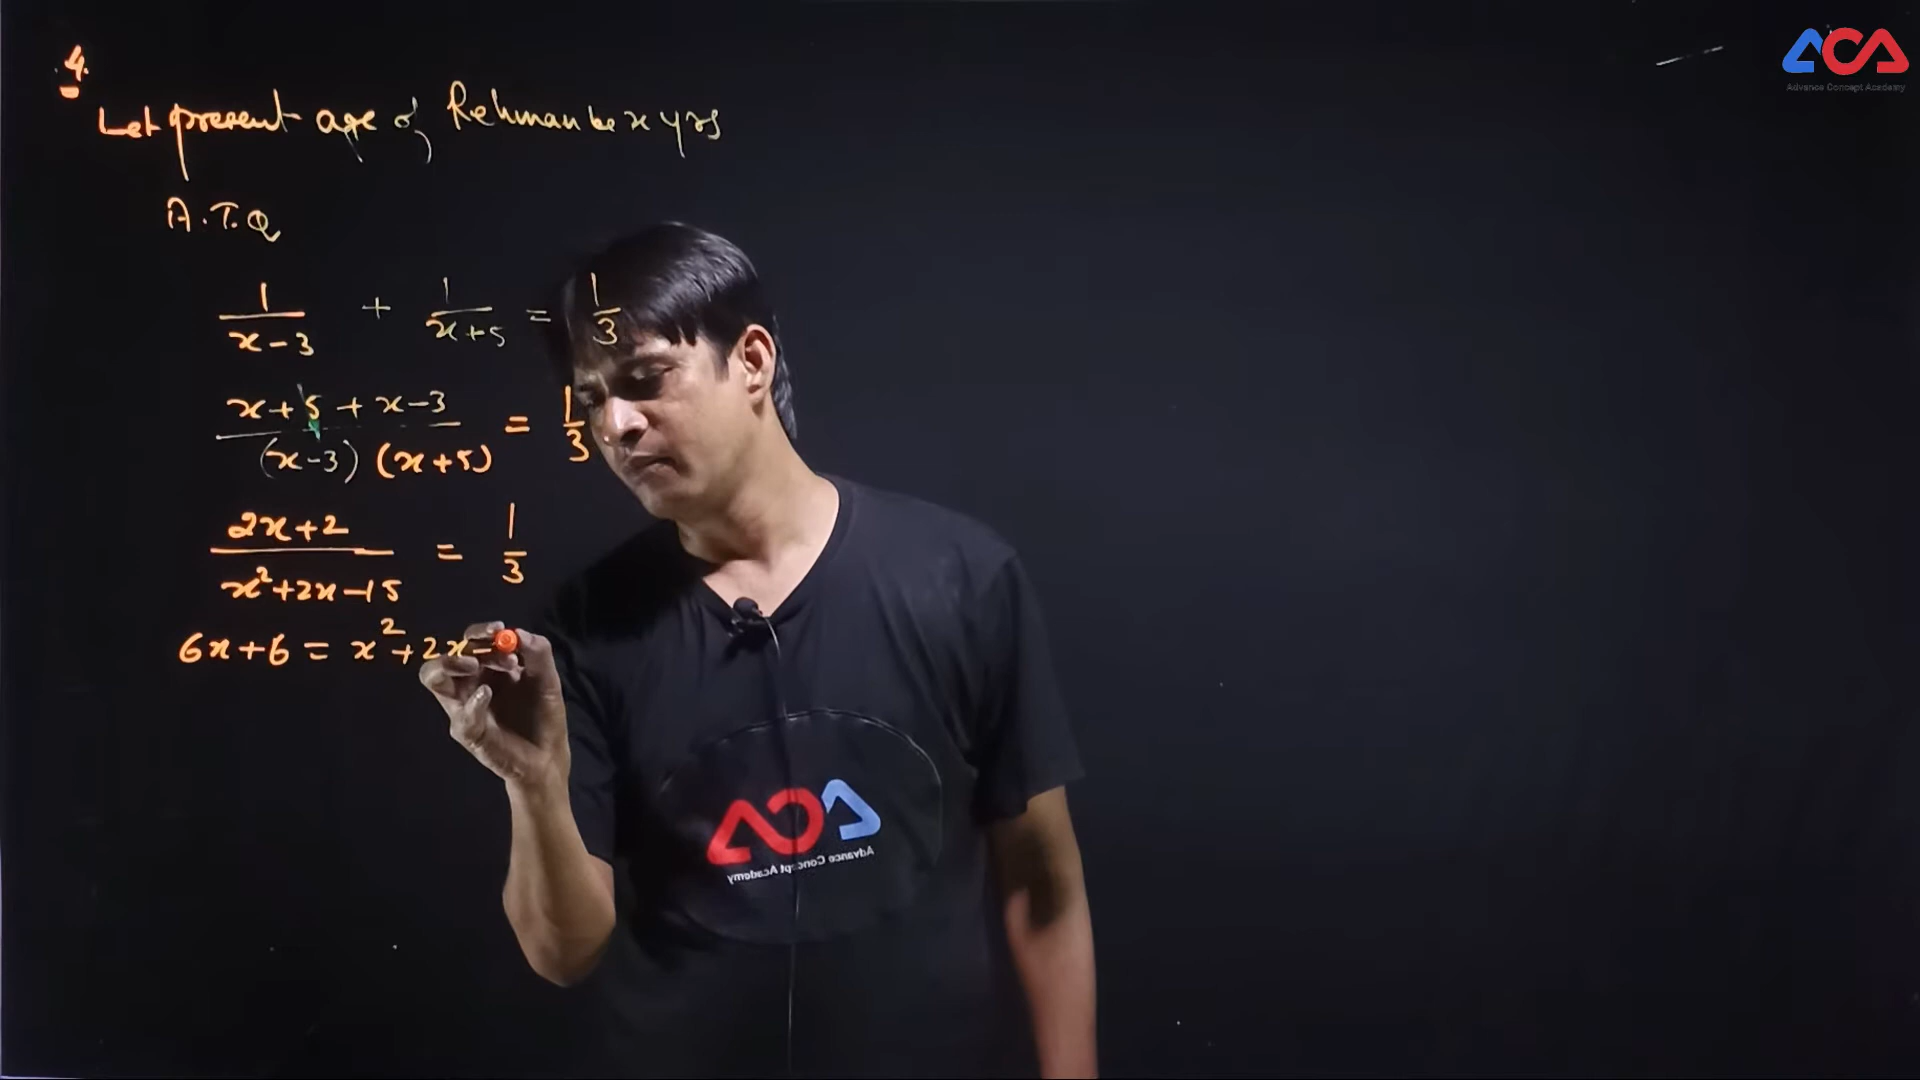 4.
Let present age of Rehman be x yrs
A.T.Q
1/(x-3) + 1/(x+5) = 1/3
(x+5+x-3)/((x-3)(x+5)) = 1/3
(2x+2)/(x²+2x-15) = 1/3
6x+6 = x²+2x-
ACA
Advance Concept Academy
ACA
Advance Concept Academy